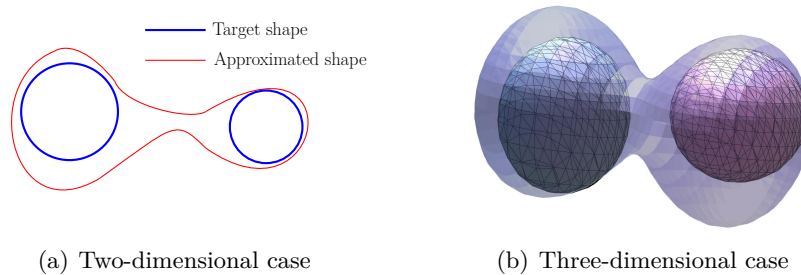 Target shape
Approximated shape
(a) Two-dimensional case
(b) Three-dimensional case